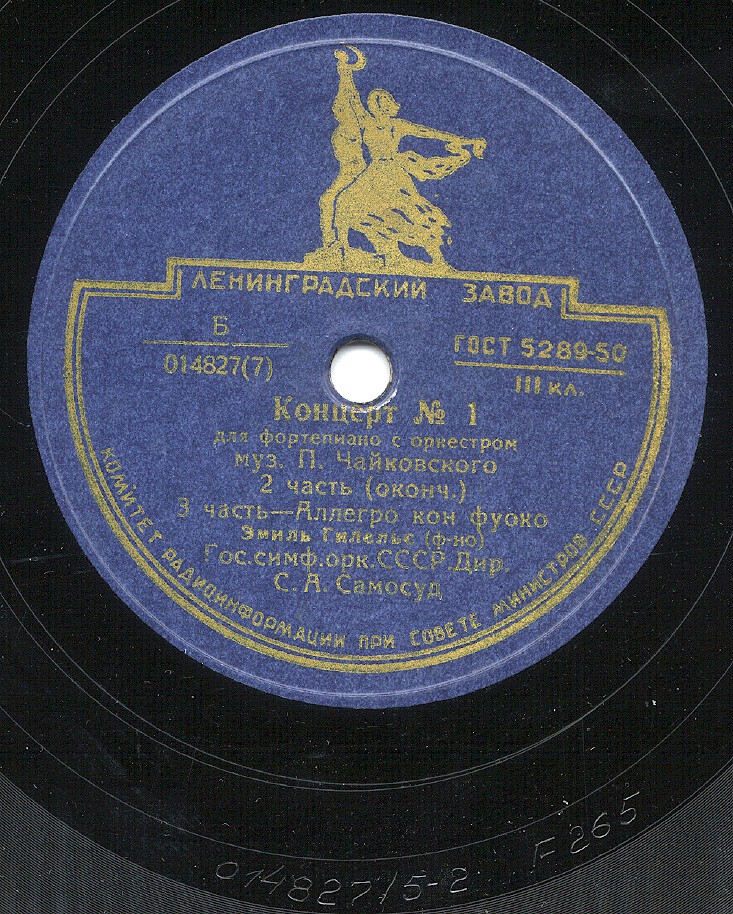 ЛЕНИНГРАДСКИЙ ЗАВОД
Б
014827(7)
ГОСТ 5289-50
III кл.
Концерт № 1
для фортепиано с оркестром
муз. П. Чайковского
2 часть (оконч.)
3 часть—Аллегро кон фуоко
Эмиль Гилельс (ф-но)
Гос.симф.орк.СССР.Дир.
С. А. Самосуд
КОМИТЕТ РАДИОИНФОРМАЦИИ ПРИ СОВЕТЕ МИНИСТРОВ СССР
014827/5-2 F265